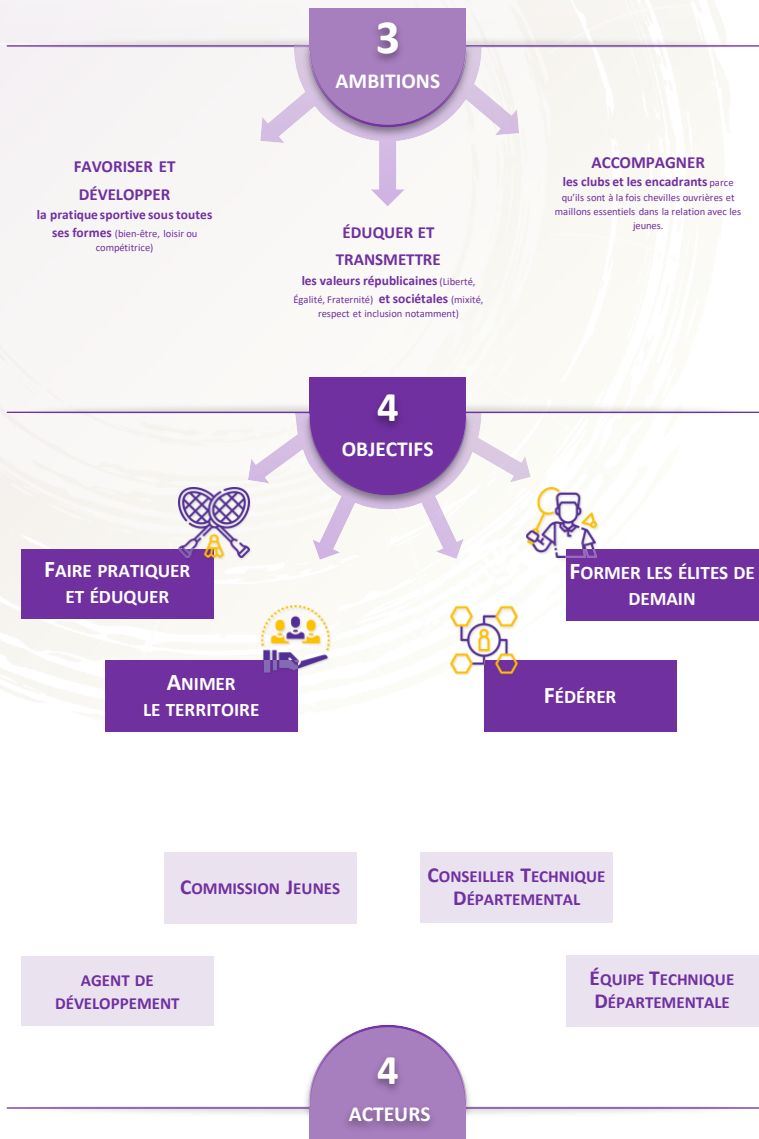 3
AMBITIONS
FAVORISER ET
DÉVELOPPER
la pratique sportive sous toutes
ses formes (bien-être, loisir ou
compétitrice)
ÉDUQUER ET
TRANSMETTRE
les valeurs républicaines (Liberté,
Égalité, Fraternité) et sociétales (mixité,
respect et inclusion notamment)
ACCOMPAGNER
les clubs et les encadrants parce
qu'ils sont à la fois chevilles ouvrières et
maillons essentiels dans la relation avec les
jeunes.
4
OBJECTIFS
FAIRE PRATIQUER
ET ÉDUQUER
ANIMER
LE TERRITOIRE
FÉDÉRER
FORMER LES ÉLITES DE
DEMAIN
COMMISSION JEUNES
CONSEILLER TECHNIQUE
DÉPARTEMENTAL
AGENT DE
DÉVELOPPEMENT
ÉQUIPE TECHNIQUE
DÉPARTEMENTALE
4
ACTEURS